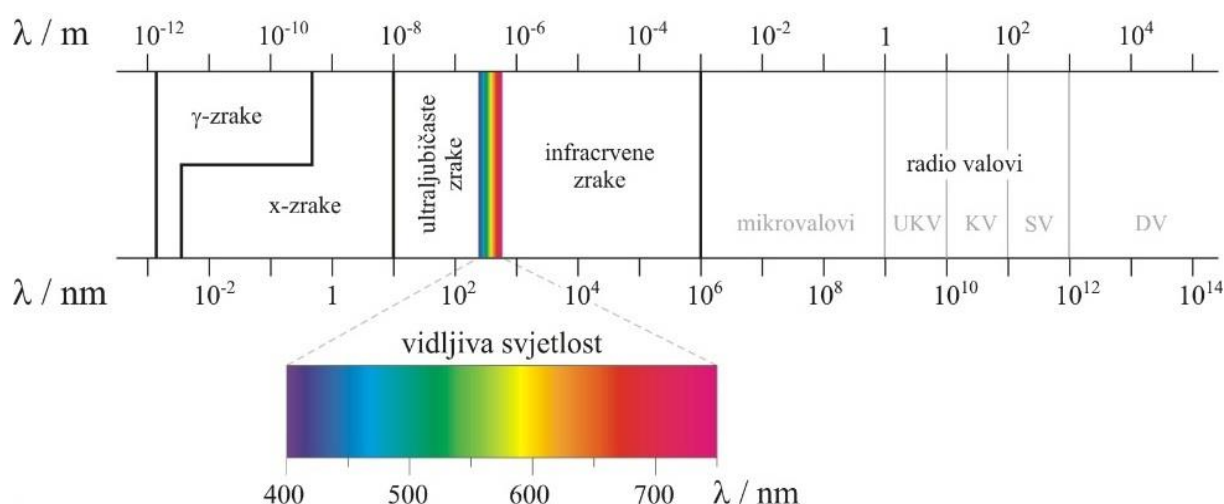 λ / m 10⁻¹² 10⁻¹⁰ 10⁻⁸ 10⁻⁶ 10⁻⁴ 10⁻² 1 10² 10⁴
γ-zrake
x-zrake
ultraljubičaste
zrake
infracrvene
zrake
radio valovi
mikrovalovi UKV KV SV DV
λ / nm 10⁻² 1 10² 10⁴ 10⁶ 10⁸ 10¹⁰ 10¹² 10¹⁴
vidljiva svjetlost
400 500 600 700 λ / nm